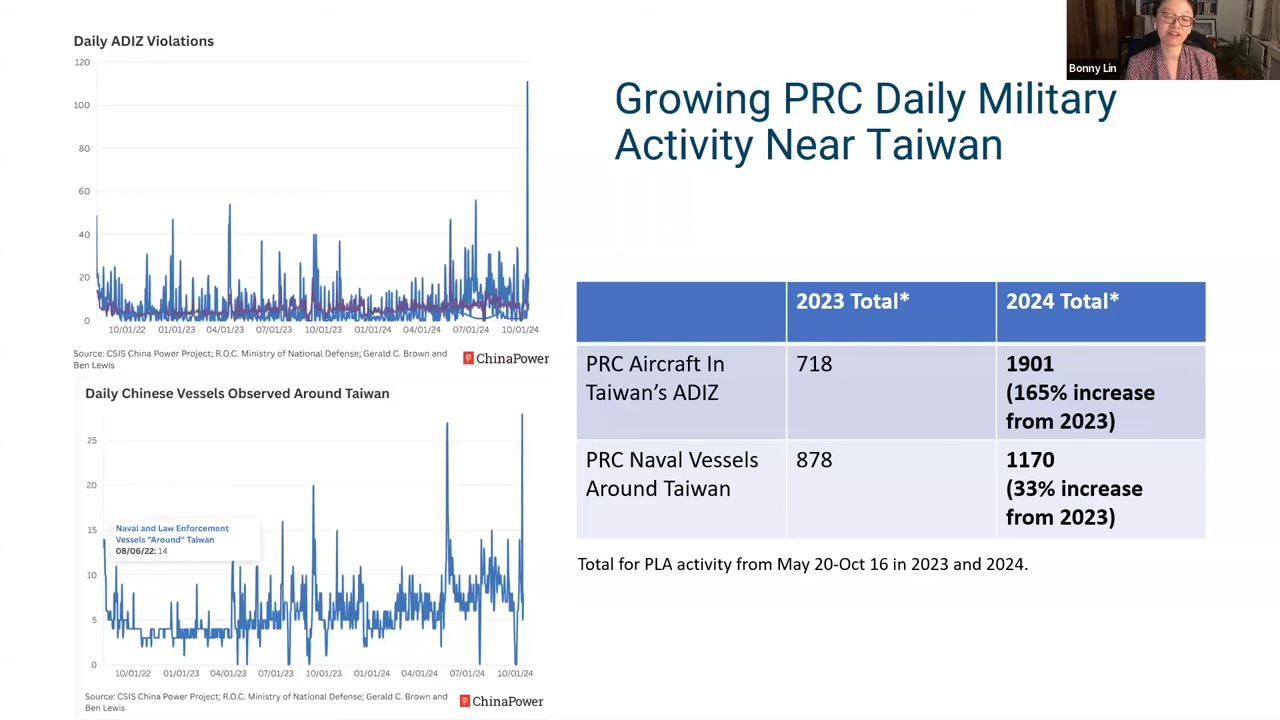 Daily ADIZ Violations
120
100
80
60
40
20
0
10/01/22 01/01/23 04/01/23 07/01/23 10/01/23 01/01/24 04/01/24 07/01/24 10/01/24
Source: CSIS China Power Project; R.O.C. Ministry of National Defense; Gerald C. Brown and
Ben Lewis
ChinaPower
Daily Chinese Vessels Observed Around Taiwan
25
20
15
10
5
0
Naval and Law Enforcement
Vessels "Around" Taiwan
08/06/22: 14
10/01/22 01/01/23 04/01/23 07/01/23 10/01/23 01/01/24 04/01/24 07/01/24 10/01/24
Source: CSIS China Power Project; R.O.C. Ministry of National Defense; Gerald C. Brown and
Ben Lewis
ChinaPower
Bonny Lin
Growing PRC Daily Military
Activity Near Taiwan
2023 Total* 2024 Total*
PRC Aircraft In
Taiwan's ADIZ
718
1901
(165% increase
from 2023)
PRC Naval Vessels
Around Taiwan
878
1170
(33% increase
from 2023)
Total for PLA activity from May 20-Oct 16 in 2023 and 2024.